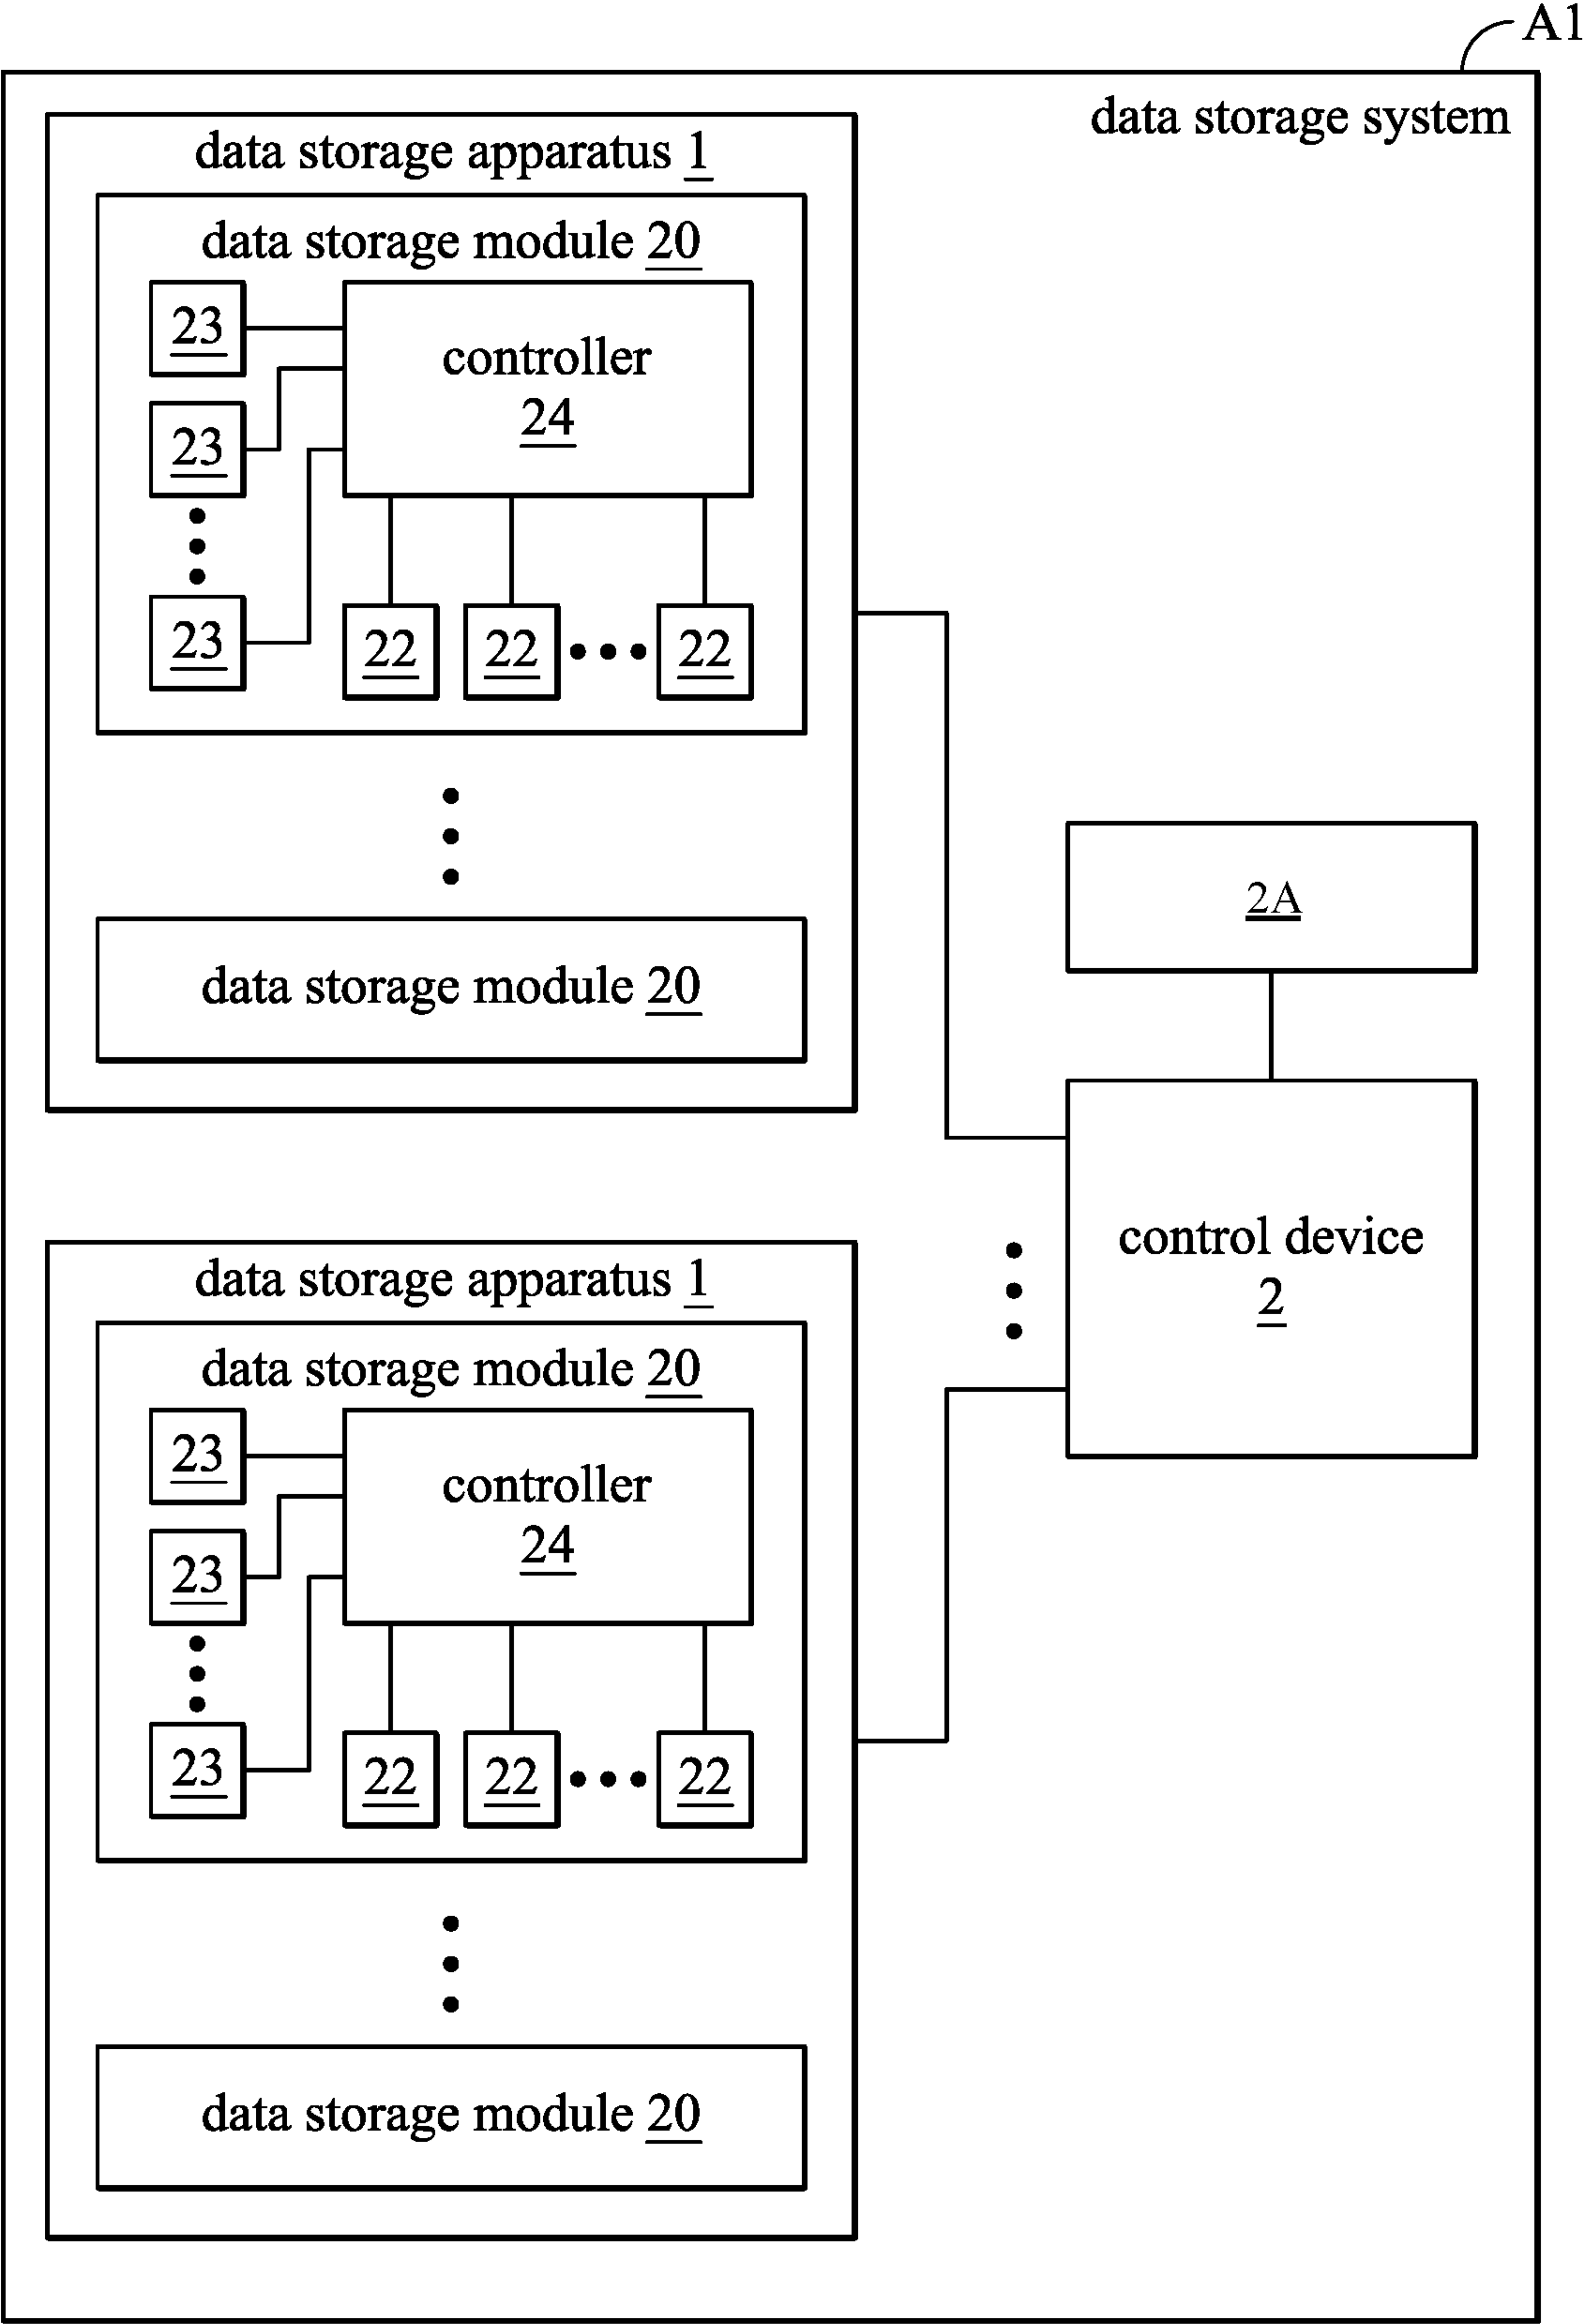 A1
data storage system
data storage apparatus 1
data storage module 20
23
controller
24
23
23
22 22 22
data storage module 20
2A
control device
2
data storage apparatus 1
data storage module 20
23
controller
24
23
23
22 22 22
data storage module 20